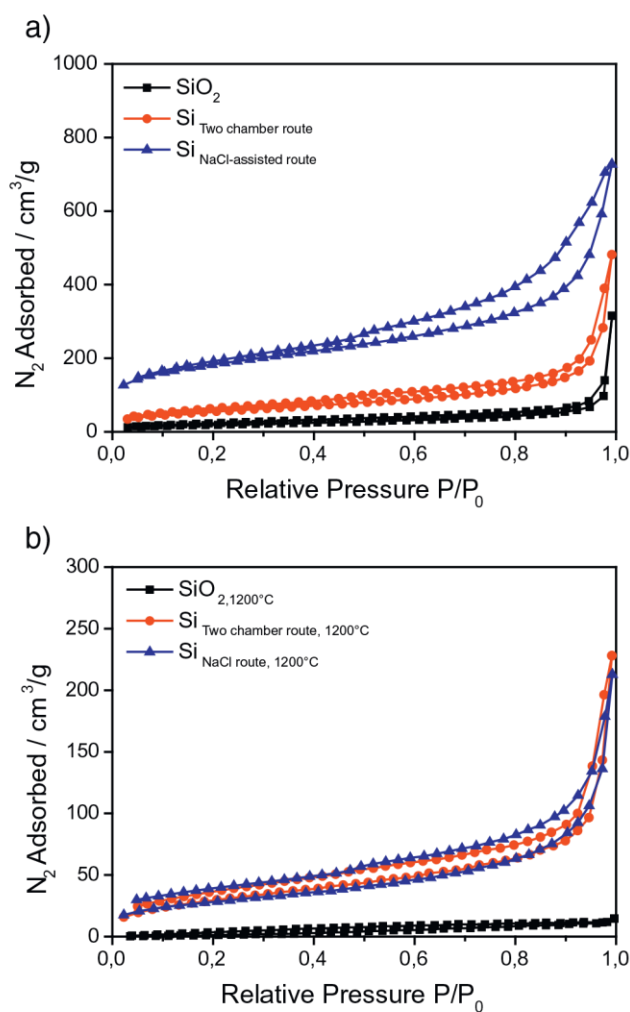 a)
1000
800
600
400
200
0
N₂ Adsorbed / cm³/g
SiO₂
Si Two chamber route
Si NaCl-assisted route
0,0 0,2 0,4 0,6 0,8 1,0
Relative Pressure P/P₀
b)
300
250
200
150
100
50
0
N₂ Adsorbed / cm³/g
SiO 2,1200°C
Si Two chamber route, 1200°C
Si NaCl route, 1200°C
0,0 0,2 0,4 0,6 0,8 1,0
Relative Pressure P/P₀